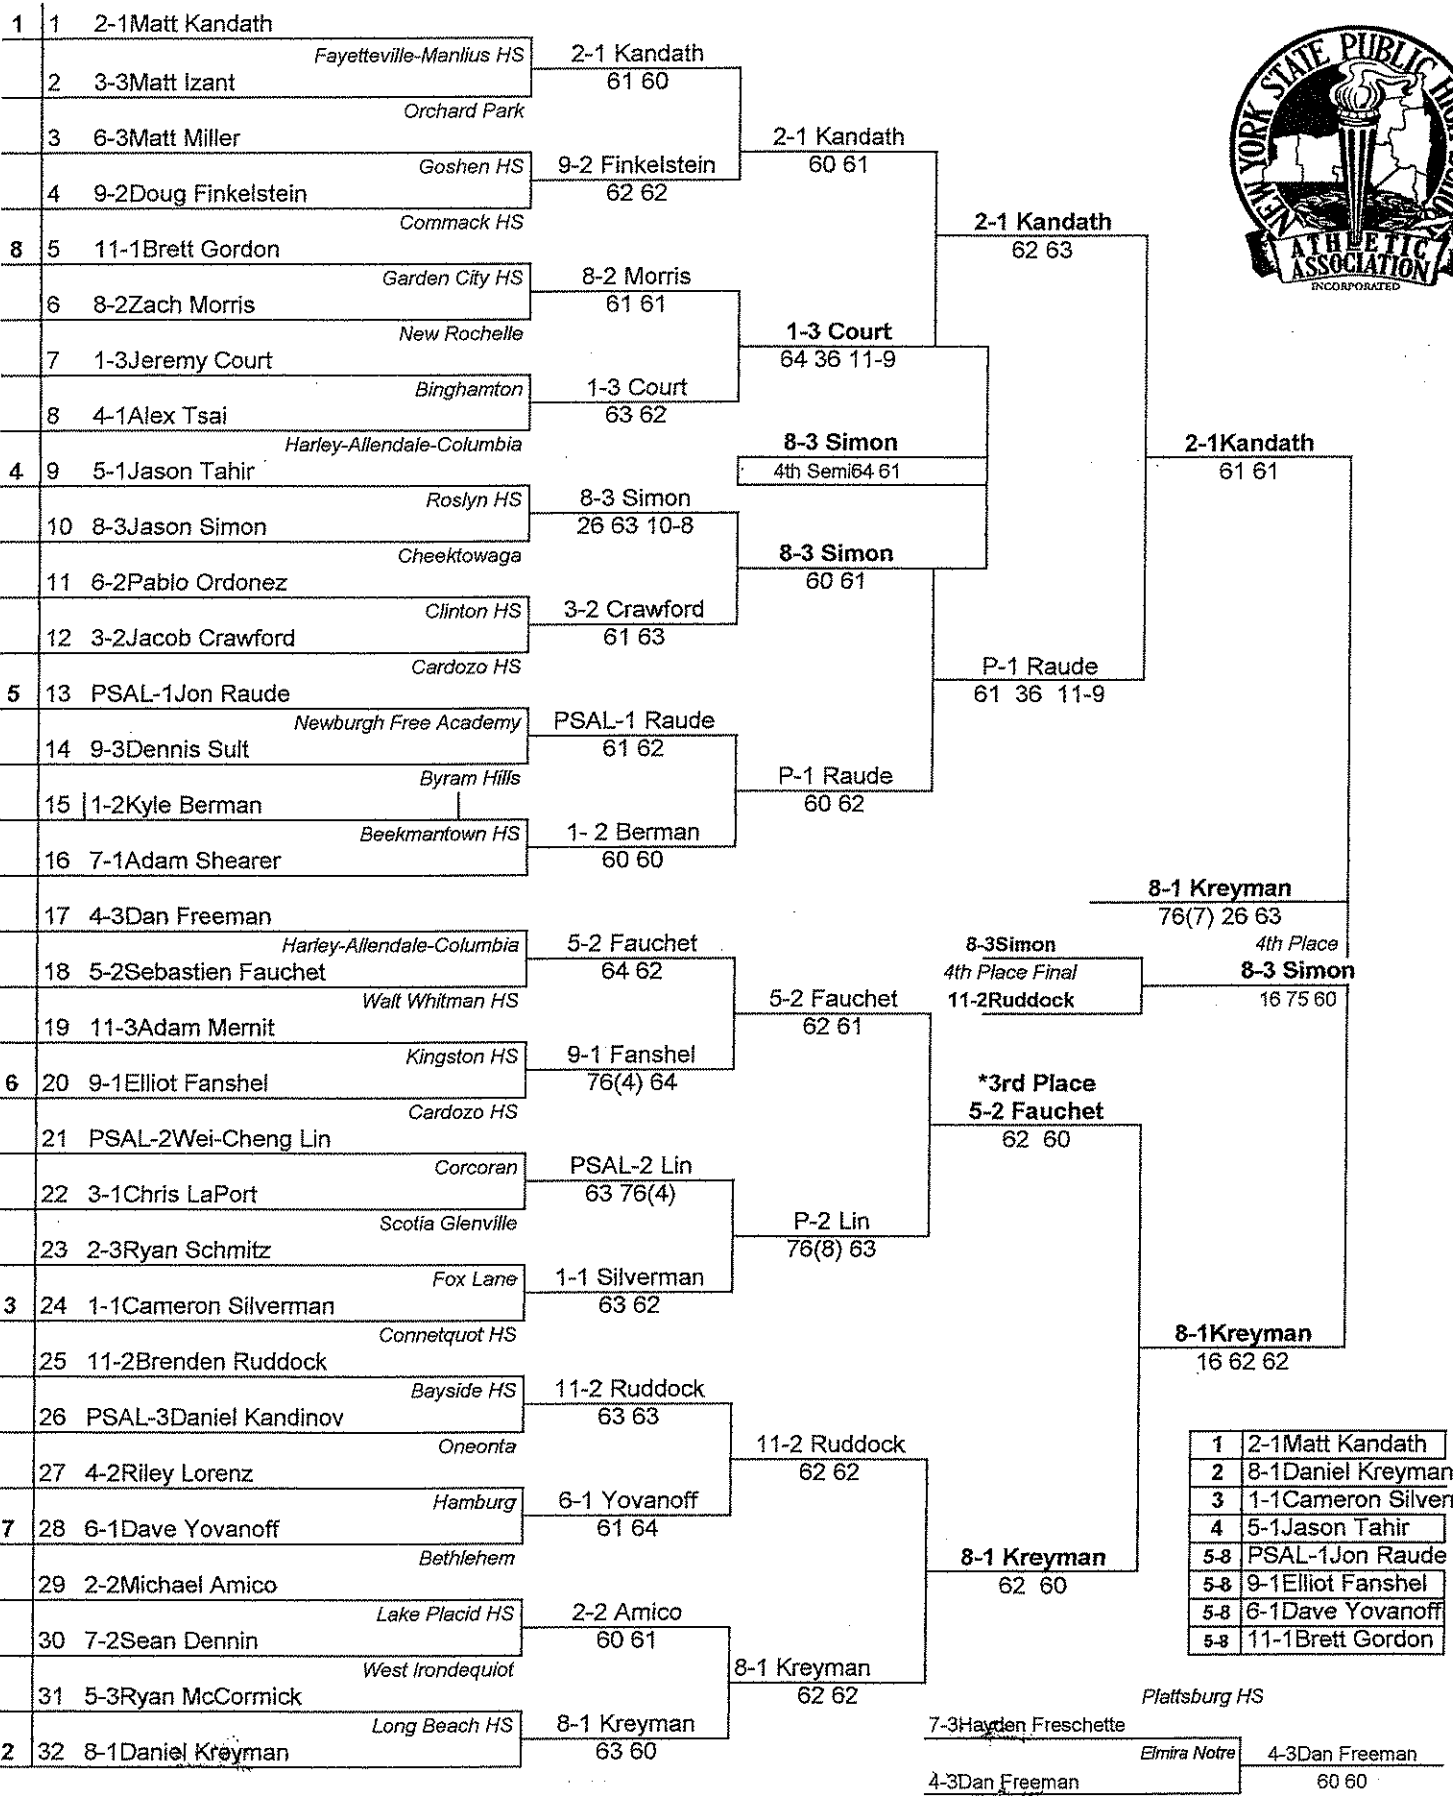 1 1 2-1Matt Kandath
Fayetteville-Manlius HS
2 3-3Matt Izant
Orchard Park
3 6-3Matt Miller
Goshen HS
4 9-2Doug Finkelstein
Commack HS
8 5 11-1Brett Gordon
Garden City HS
6 8-2Zach Morris
New Rochelle
7 1-3Jeremy Court
Binghamton
8 4-1Alex Tsai
Harley-Allendale-Columbia
4 9 5-1Jason Tahir
Roslyn HS
10 8-3Jason Simon
Cheektowaga
11 6-2Pablo Ordonez
Clinton HS
12 3-2Jacob Crawford
Cardozo HS
5 13 PSAL-1Jon Raude
Newburgh Free Academy
14 9-3Dennis Sult
Byram Hills
15 1-2Kyle Berman
Beekmantown HS
16 7-1Adam Shearer
17 4-3Dan Freeman
Harley-Allendale-Columbia
18 5-2Sebastien Fauchet
Walt Whitman HS
19 11-3Adam Mernit
Kingston HS
6 20 9-1Elliot Fanshel
Cardozo HS
21 PSAL-2Wei-Cheng Lin
Corcoran
22 3-1Chris LaPort
Scotia Glenville
23 2-3Ryan Schmitz
Fox Lane
3 24 1-1Cameron Silverman
Connetquot HS
25 11-2Brenden Ruddock
Bayside HS
26 PSAL-3Daniel Kandinov
Oneonta
27 4-2Riley Lorenz
Hamburg
7 28 6-1Dave Yovanoff
Bethlehem
29 2-2Michael Amico
Lake Placid HS
30 7-2Sean Dennin
West Irondequiot
31 5-3Ryan McCormick
Long Beach HS
2 32 8-1Daniel Kreyman
2-1 Kandath
61 60
9-2 Finkelstein
62 62
8-2 Morris
61 61
1-3 Court
63 62
8-3 Simon
26 63 10-8
3-2 Crawford
61 63
PSAL-1 Raude
61 62
1- 2 Berman
60 60
5-2 Fauchet
64 62
9-1 Fanshel
76(4) 64
PSAL-2 Lin
63 76(4)
1-1 Silverman
63 62
11-2 Ruddock
63 63
6-1 Yovanoff
61 64
2-2 Amico
60 61
8-1 Kreyman
63 60
2-1 Kandath
60 61
1-3 Court
64 36 11-9
8-3 Simon
4th Semi64 61
8-3 Simon
60 61
P-1 Raude
60 62
5-2 Fauchet
62 61
P-2 Lin
76(8) 63
11-2 Ruddock
62 62
8-1 Kreyman
62 62
2-1 Kandath
62 63
P-1 Raude
61 36 11-9
8-3Simon
4th Place Final
11-2Ruddock
*3rd Place
5-2 Fauchet
62 60
8-1 Kreyman
62 60
2-1Kandath
61 61
8-1 Kreyman
76(7) 26 63
4th Place
8-3 Simon
16 75 60
8-1Kreyman
16 62 62
NEW YORK STATE PUBLIC
ATHLETIC
ASSOCIATION
INCORPORATED
1 2-1Matt Kandath
2 8-1Daniel Kreyman
3 1-1Cameron Silver
4 5-1Jason Tahir
5-8 PSAL-1Jon Raude
5-8 9-1Elliot Fanshel
5-8 6-1Dave Yovanoff
5-8 11-1Brett Gordon
Plattsburg HS
7-3Hayden Freschette
Elmira Notre
4-3Dan Freeman
4-3Dan Freeman
60 60